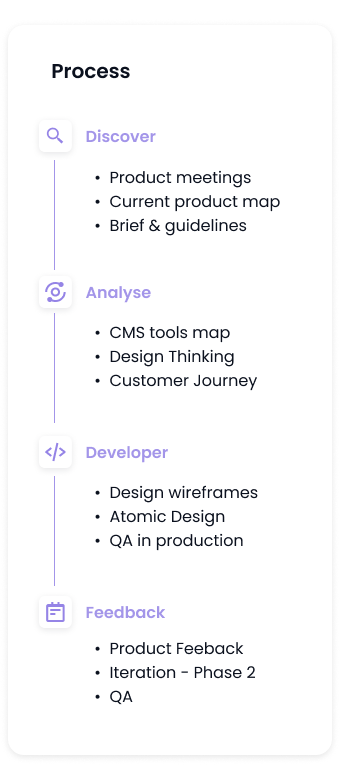 Process
Discover
• Product meetings
• Current product map
• Brief & guidelines
Analyse
• CMS tools map
• Design Thinking
• Customer Journey
Developer
• Design wireframes
• Atomic Design
• QA in production
Feedback
• Product Feeback
• Iteration - Phase 2
• QA